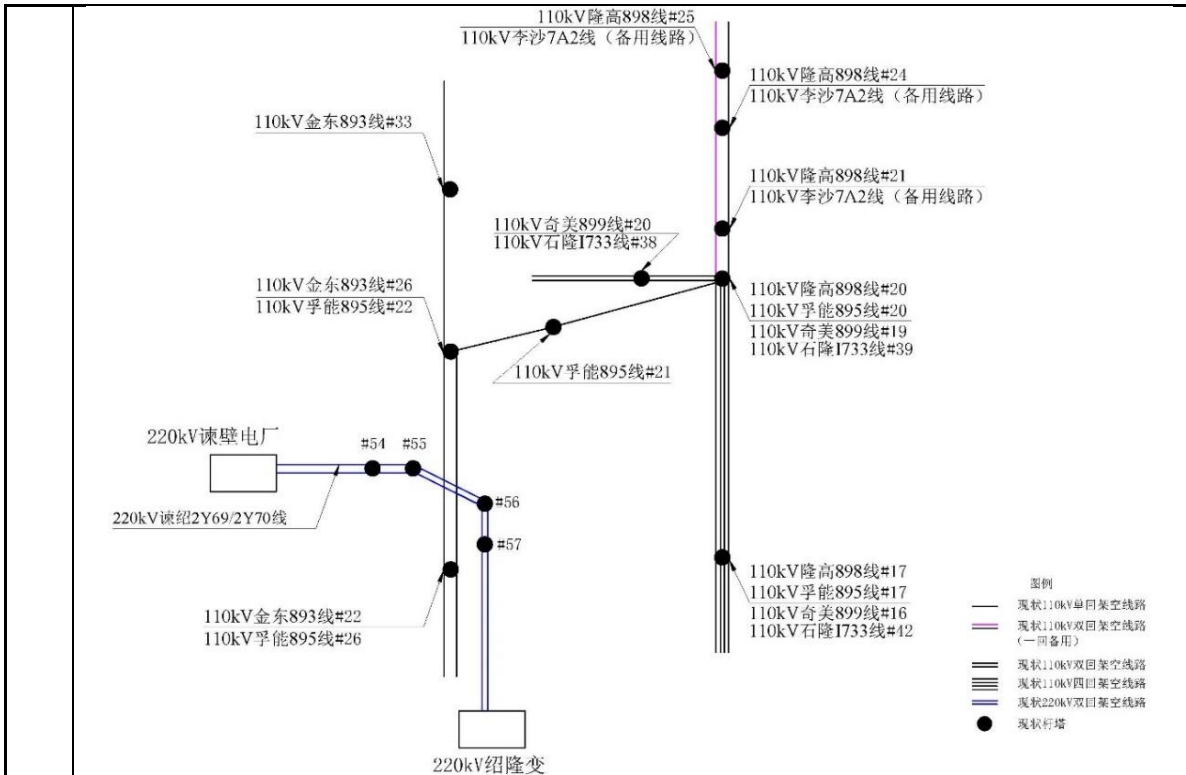 110kV隆高898线#25
110kV李沙7A2线（备用线路）
110kV隆高898线#24
110kV李沙7A2线（备用线路）
110kV金东893线#33
110kV隆高898线#21
110kV李沙7A2线（备用线路）
110kV奇美899线#20
110kV石隆I733线#38
110kV金东893线#26
110kV孚能895线#22
110kV隆高898线#20
110kV孚能895线#20
110kV奇美899线#19
110kV石隆I733线#39
110kV孚能895线#21
220kV谏壁电厂
#54
#55
#56
220kV谏绍2Y69/2Y70线
#57
110kV金东893线#22
110kV孚能895线#26
110kV隆高898线#17
110kV孚能895线#17
110kV奇美899线#16
110kV石隆I733线#42
220kV绍隆变
图例
现状110kV单回架空线路
现状110kV双回架空线路
（一回备用）
现状110kV双回架空线路
现状110kV四回架空线路
现状220kV双回架空线路
现状杆塔